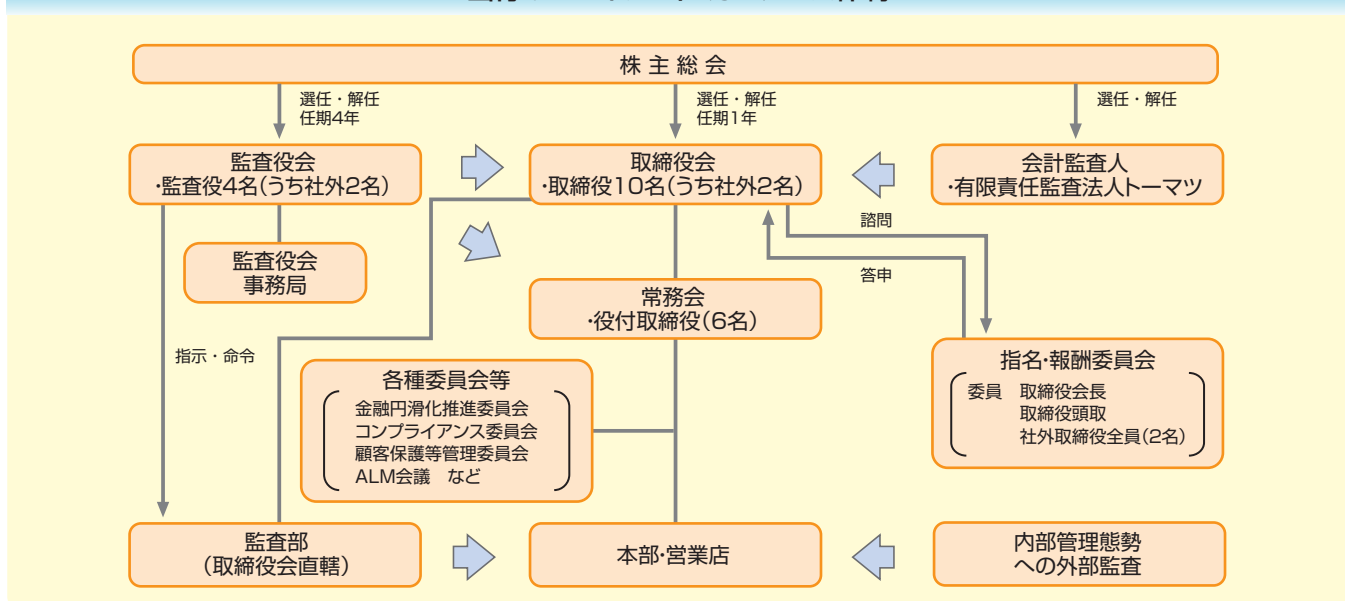 株主総会
選任・解任
任期4年
選任・解任
任期1年
選任・解任
監査役会
・監査役4名(うち社外2名)
取締役会
・取締役10名(うち社外2名)
会計監査人
・有限責任監査法人トーマツ
諮問
答申
監査役会
事務局
常務会
・役付取締役(6名)
指示・命令
各種委員会等
金融円滑化推進委員会
コンプライアンス委員会
顧客保護等管理委員会
ALM会議 など
指名・報酬委員会
委員 取締役会長
取締役頭取
社外取締役全員(2名)
監査部
(取締役会直轄)
本部・営業店
内部管理態勢
への外部監査